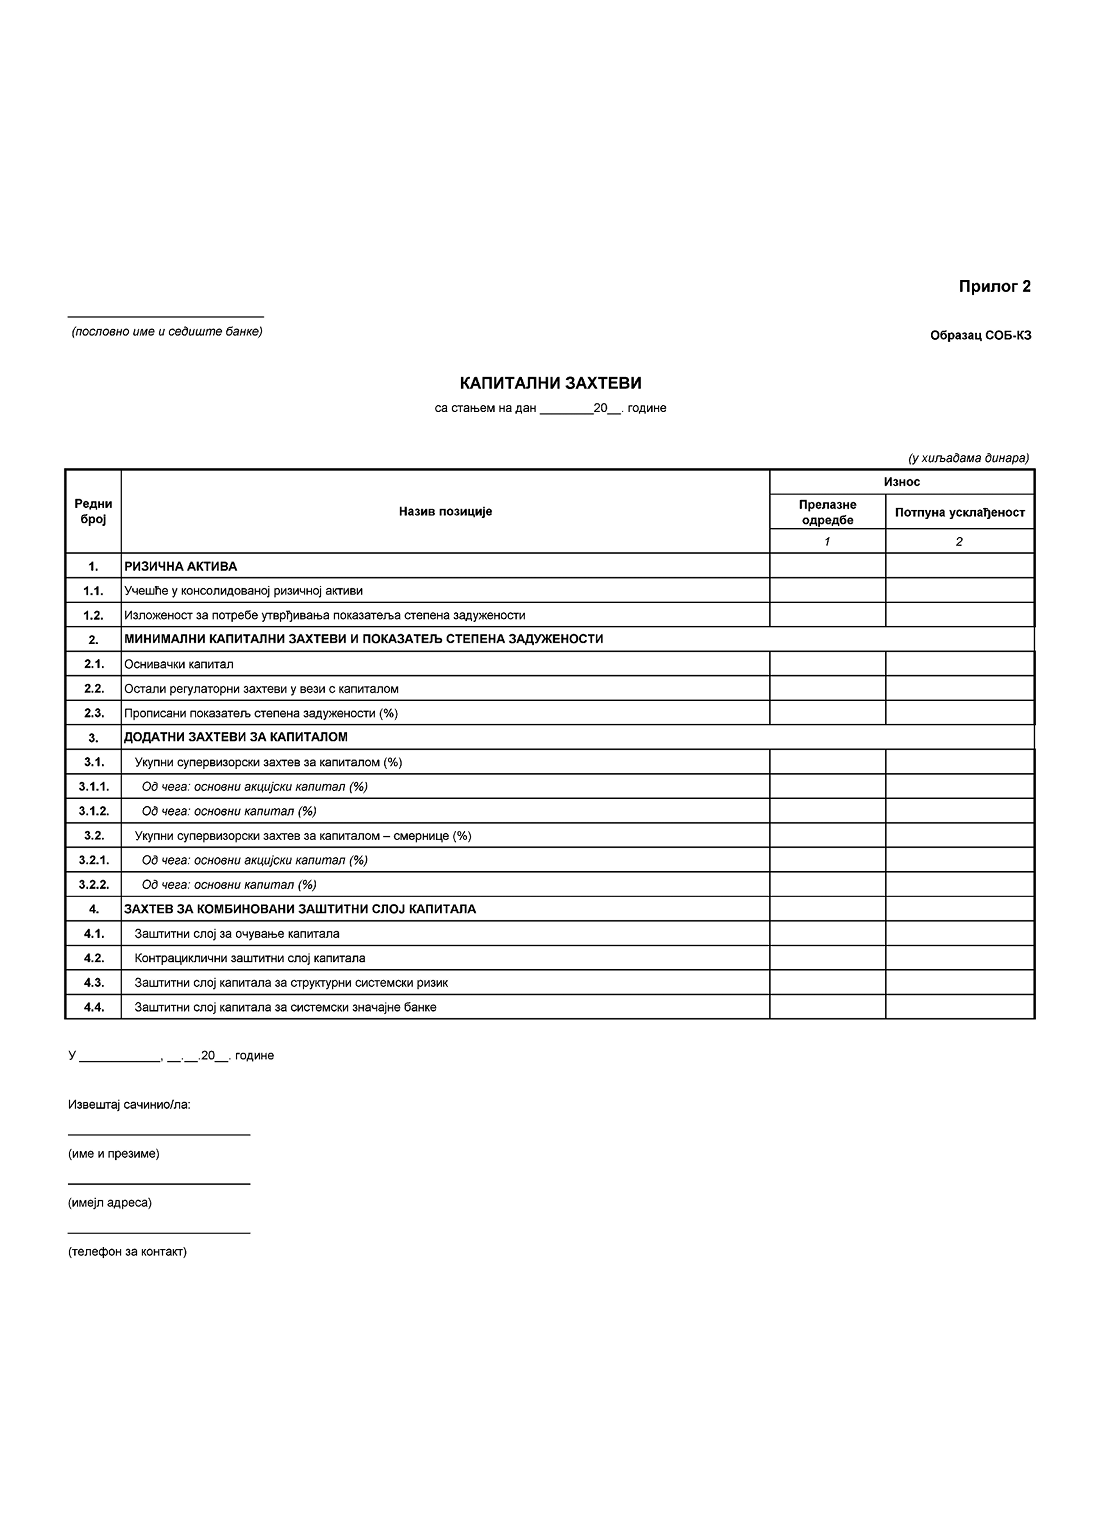 Прилог 2
(пословно име и седиште банке)
Образац СОБ-КЗ
КАПИТАЛНИ ЗАХТЕВИ
са стањем на дан ________20__. године
(у хиљадама динара)
Редни број
Назив позиције
Износ
Прелазне одредбе
Потпуна усклађеност
1
2
1. РИЗИЧНА АКТИВА
1.1. Учешће у консолидованој ризичној активи
1.2. Изложеност за потребе утврђивања показатеља степена задужености
2. МИНИМАЛНИ КАПИТАЛНИ ЗАХТЕВИ И ПОКАЗАТЕЉ СТЕПЕНА ЗАДУЖЕНОСТИ
2.1. Оснивачки капитал
2.2. Остали регулаторни захтеви у вези с капиталом
2.3. Прописани показатељ степена задужености (%)
3. ДОДАТНИ ЗАХТЕВИ ЗА КАПИТАЛОМ
3.1. Укупни супервизорски захтев за капиталом (%)
3.1.1. Од чега: основни акцијски капитал (%)
3.1.2. Од чега: основни капитал (%)
3.2. Укупни супервизорски захтев за капиталом – смернице (%)
3.2.1. Од чега: основни акцијски капитал (%)
3.2.2. Од чега: основни капитал (%)
4. ЗАХТЕВ ЗА КОМБИНОВАНИ ЗАШТИТНИ СЛОЈ КАПИТАЛА
4.1. Заштитни слој за очување капитала
4.2. Контрациклични заштитни слој капитала
4.3. Заштитни слој капитала за структурни системски ризик
4.4. Заштитни слој капитала за системски значајне банке
У ____________, __.__.20__. године
Извештај сачинио/ла:
(име и презиме)
(имејл адреса)
(телефон за контакт)